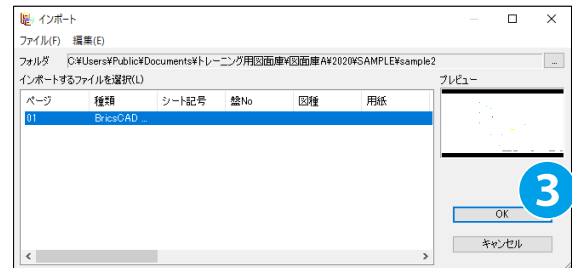 インポート
ファイル(F) 編集(E)
フォルダ C:¥Users¥Public¥Documents¥トレーニング用図面庫¥図面庫A¥2020¥SAMPLE¥sample2 ...
インポートするファイルを選択(L) プレビュー
ページ 種類 シート記号 盤No 図種 用紙
01 BricsCAD ...
3
OK
キャンセル